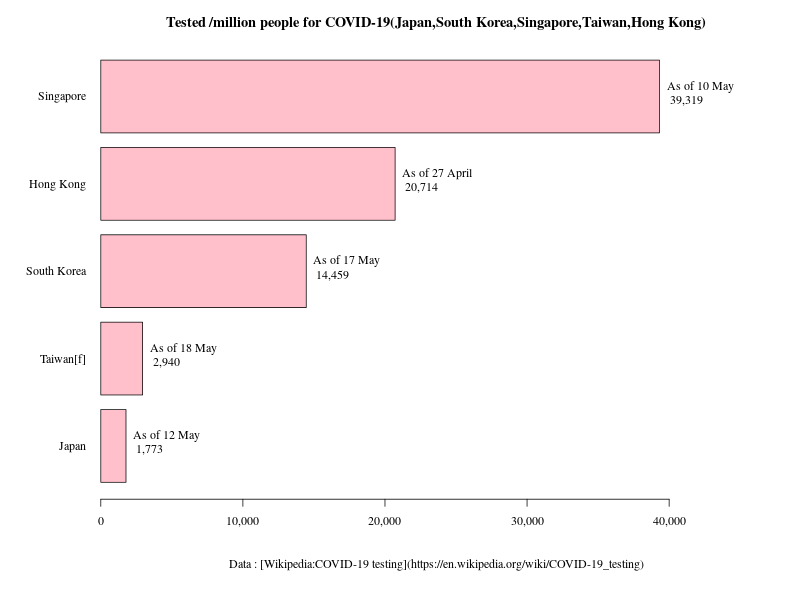 Tested /million people for COVID-19(Japan,South Korea,Singapore,Taiwan,Hong Kong)
Singapore
As of 10 May
39,319
Hong Kong
As of 27 April
20,714
South Korea
As of 17 May
14,459
Taiwan[f]
As of 18 May
2,940
Japan
As of 12 May
1,773
0
10,000
20,000
30,000
40,000
Data : [Wikipedia:COVID-19 testing](https://en.wikipedia.org/wiki/COVID-19_testing)